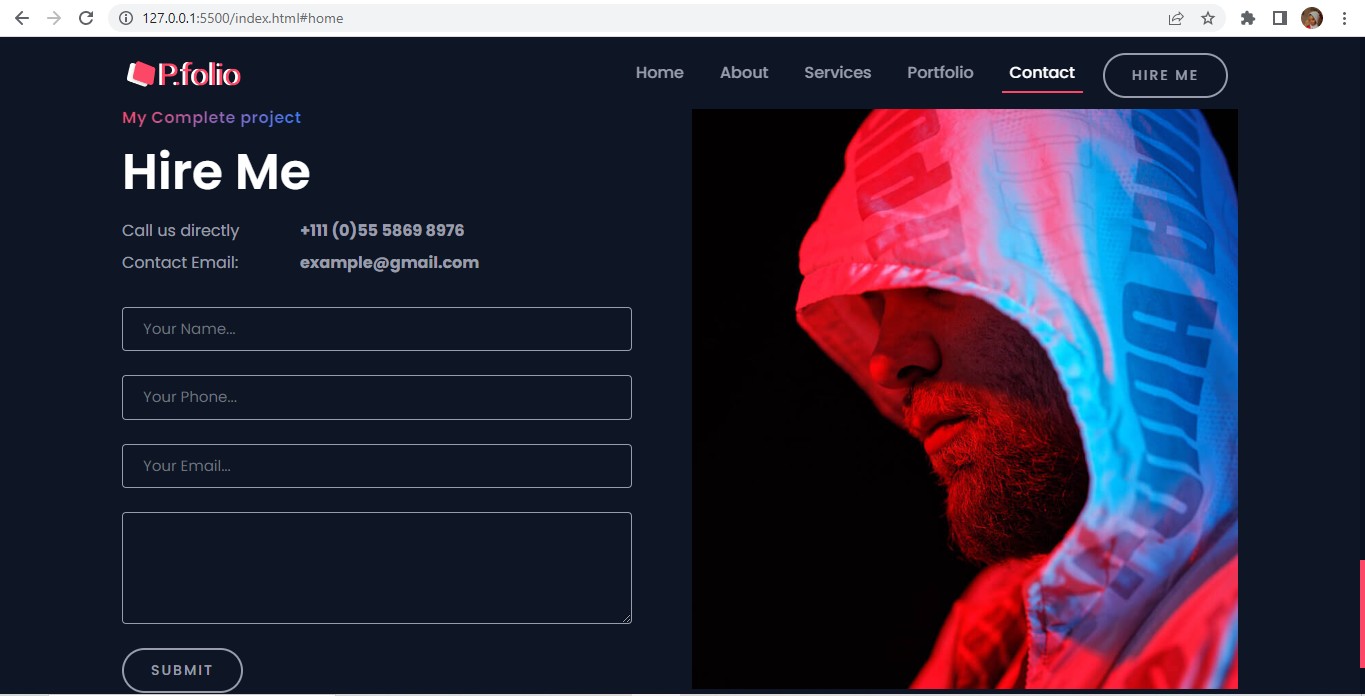 127.0.0.1:5500/index.html#home
P.folio
Home
About
Services
Portfolio
Contact
HIRE ME
My Complete project
Hire Me
Call us directly +111 (0)55 5869 8976
Contact Email: example@gmail.com
Your Name...
Your Phone...
Your Email...
SUBMIT